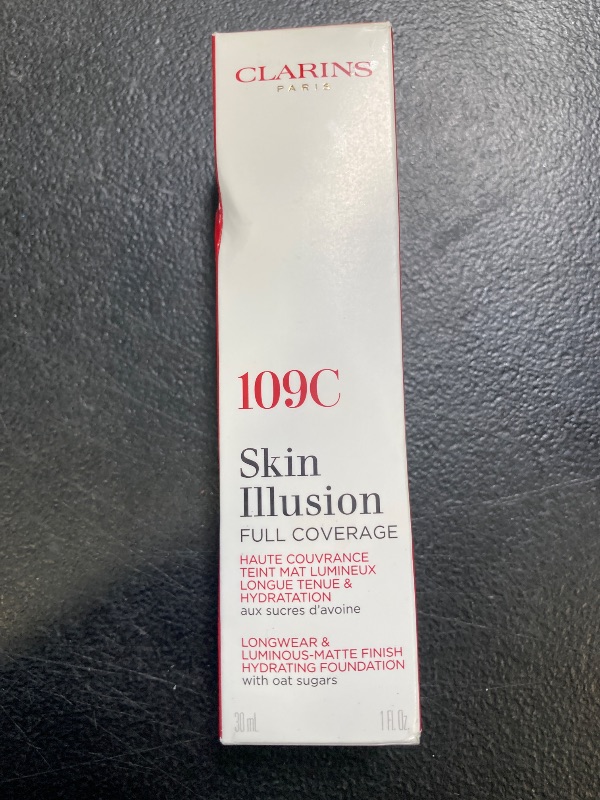 CLARINS
PARIS
109C
Skin
Illusion
FULL COVERAGE
HAUTE COUVRANCE
TEINT MAT LUMINEUX
LONGUE TENUE &
HYDRATATION
aux sucres d'avoine
LONGWEAR &
LUMINOUS-MATTE FINISH
HYDRATING FOUNDATION
with oat sugars
30 mL 1 Fl. Oz.